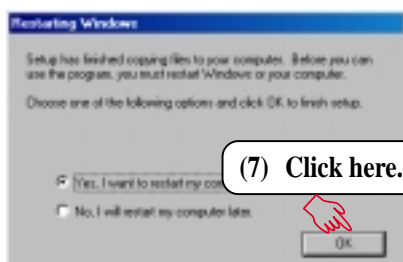 Restarting Windows
Setup has finished copying files to your computer. Before you can
use the program, you must restart Windows or your computer.
Choose one of the following options and click OK to finish setup.
Yes, I want to restart my com
(7) Click here.
No, I will restart my computer later.
OK